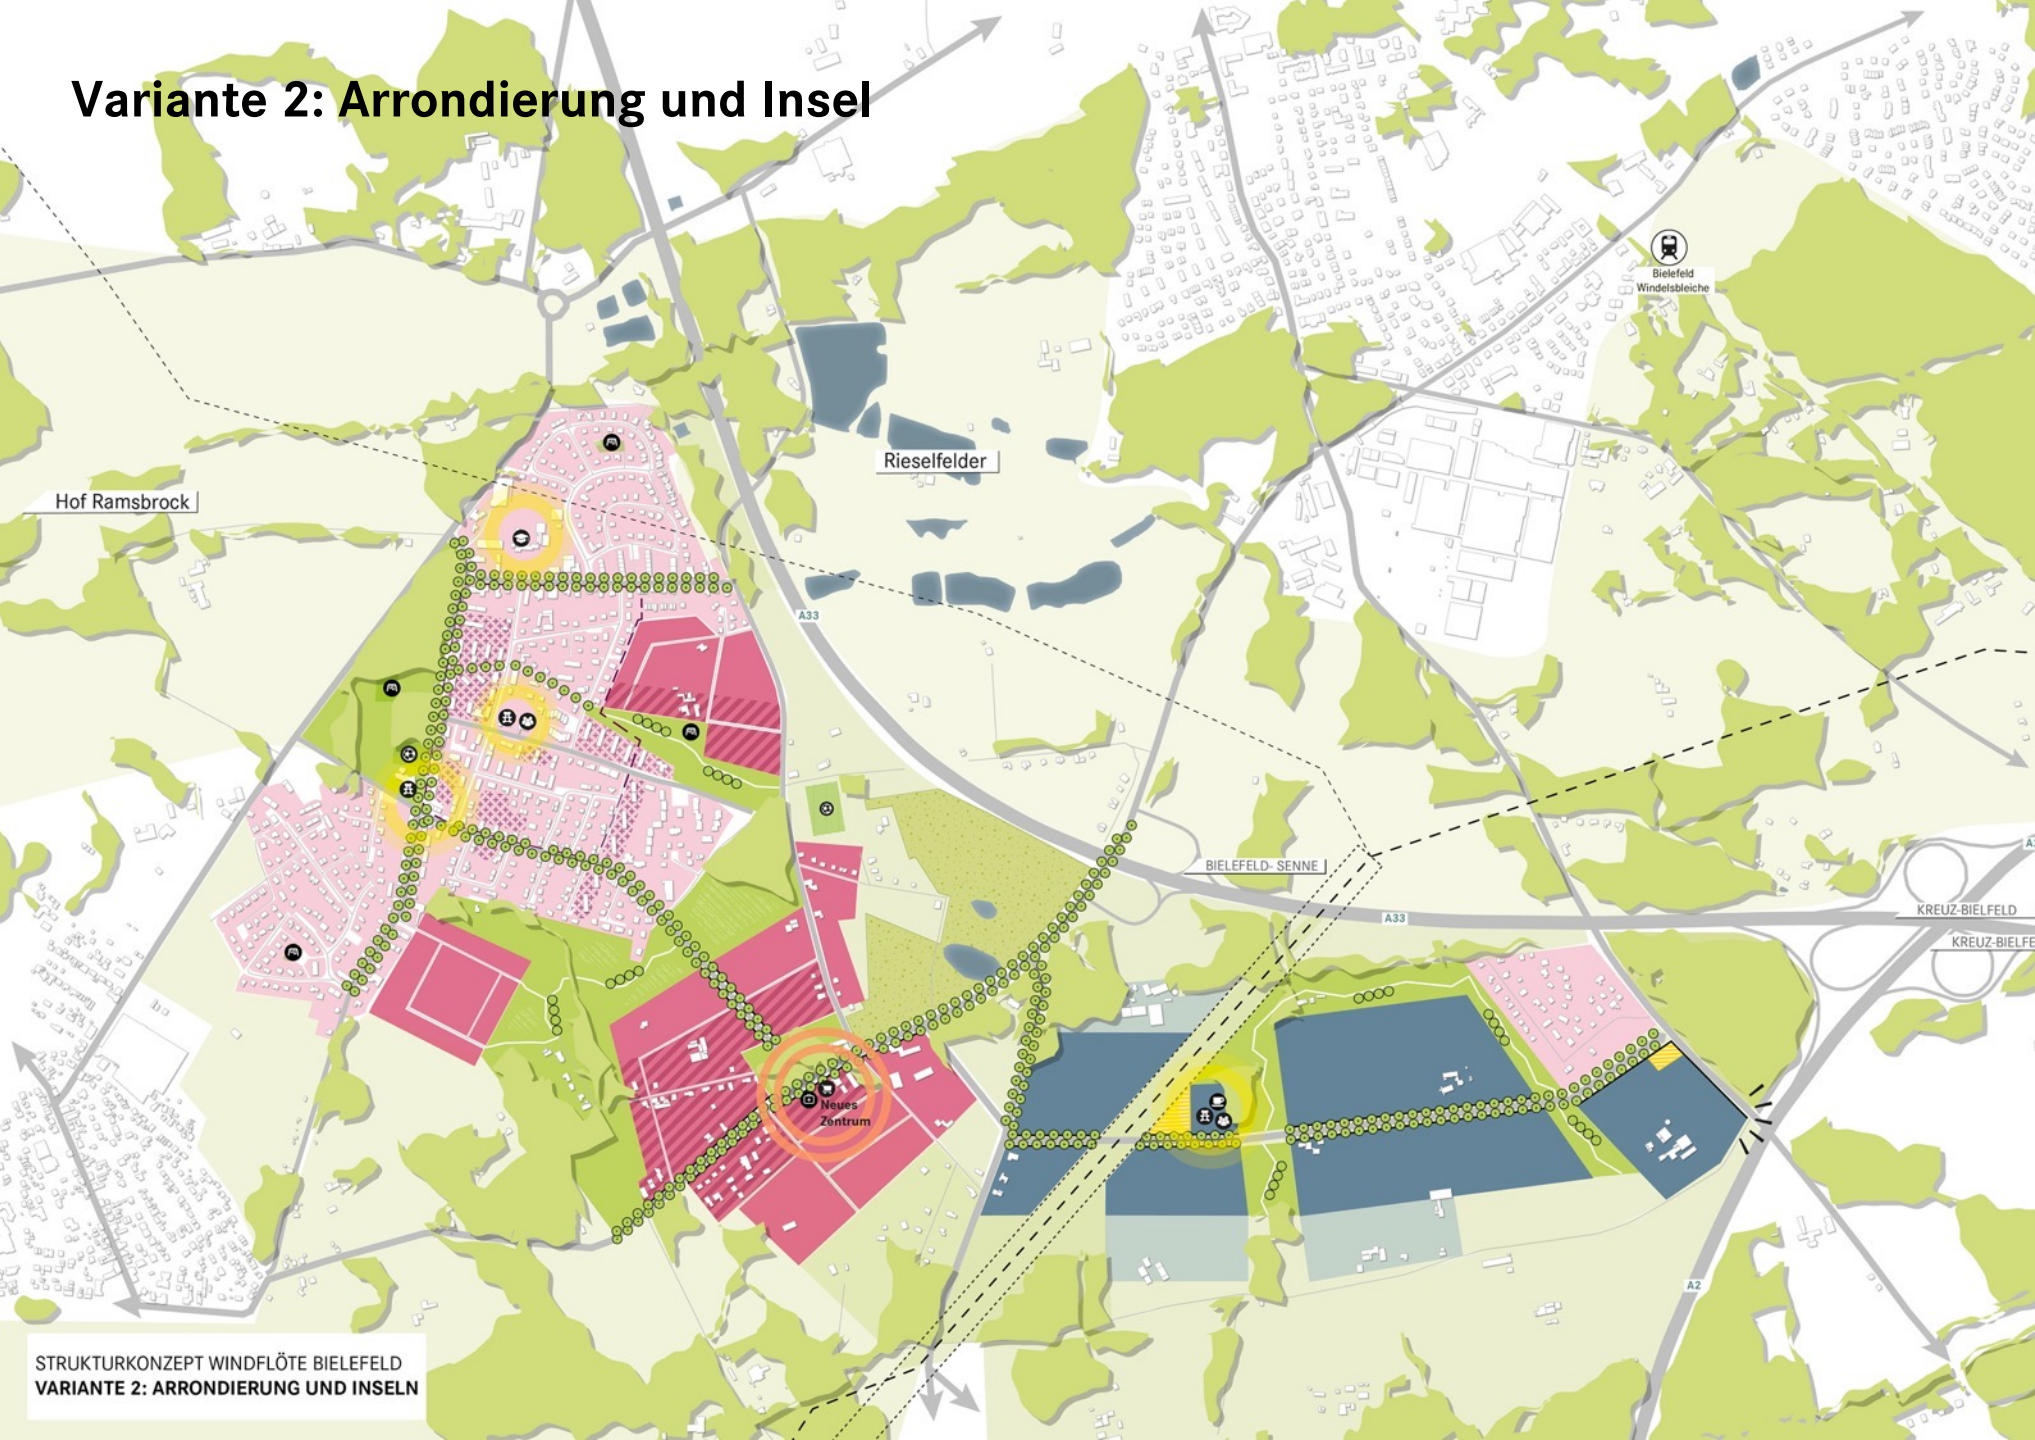 Variante 2: Arrondierung und Insel
Bielefeld
Windelsbleiche
Rieselfelder
Hof Ramsbrock
A33
BIELEFELD- SENNE
A33
KREUZ-BIELFELD
KREUZ-BIELFE
Neues
Zentrum
A2
STRUKTURKONZEPT WINDFLÖTE BIELEFELD
VARIANTE 2: ARRONDIERUNG UND INSELN